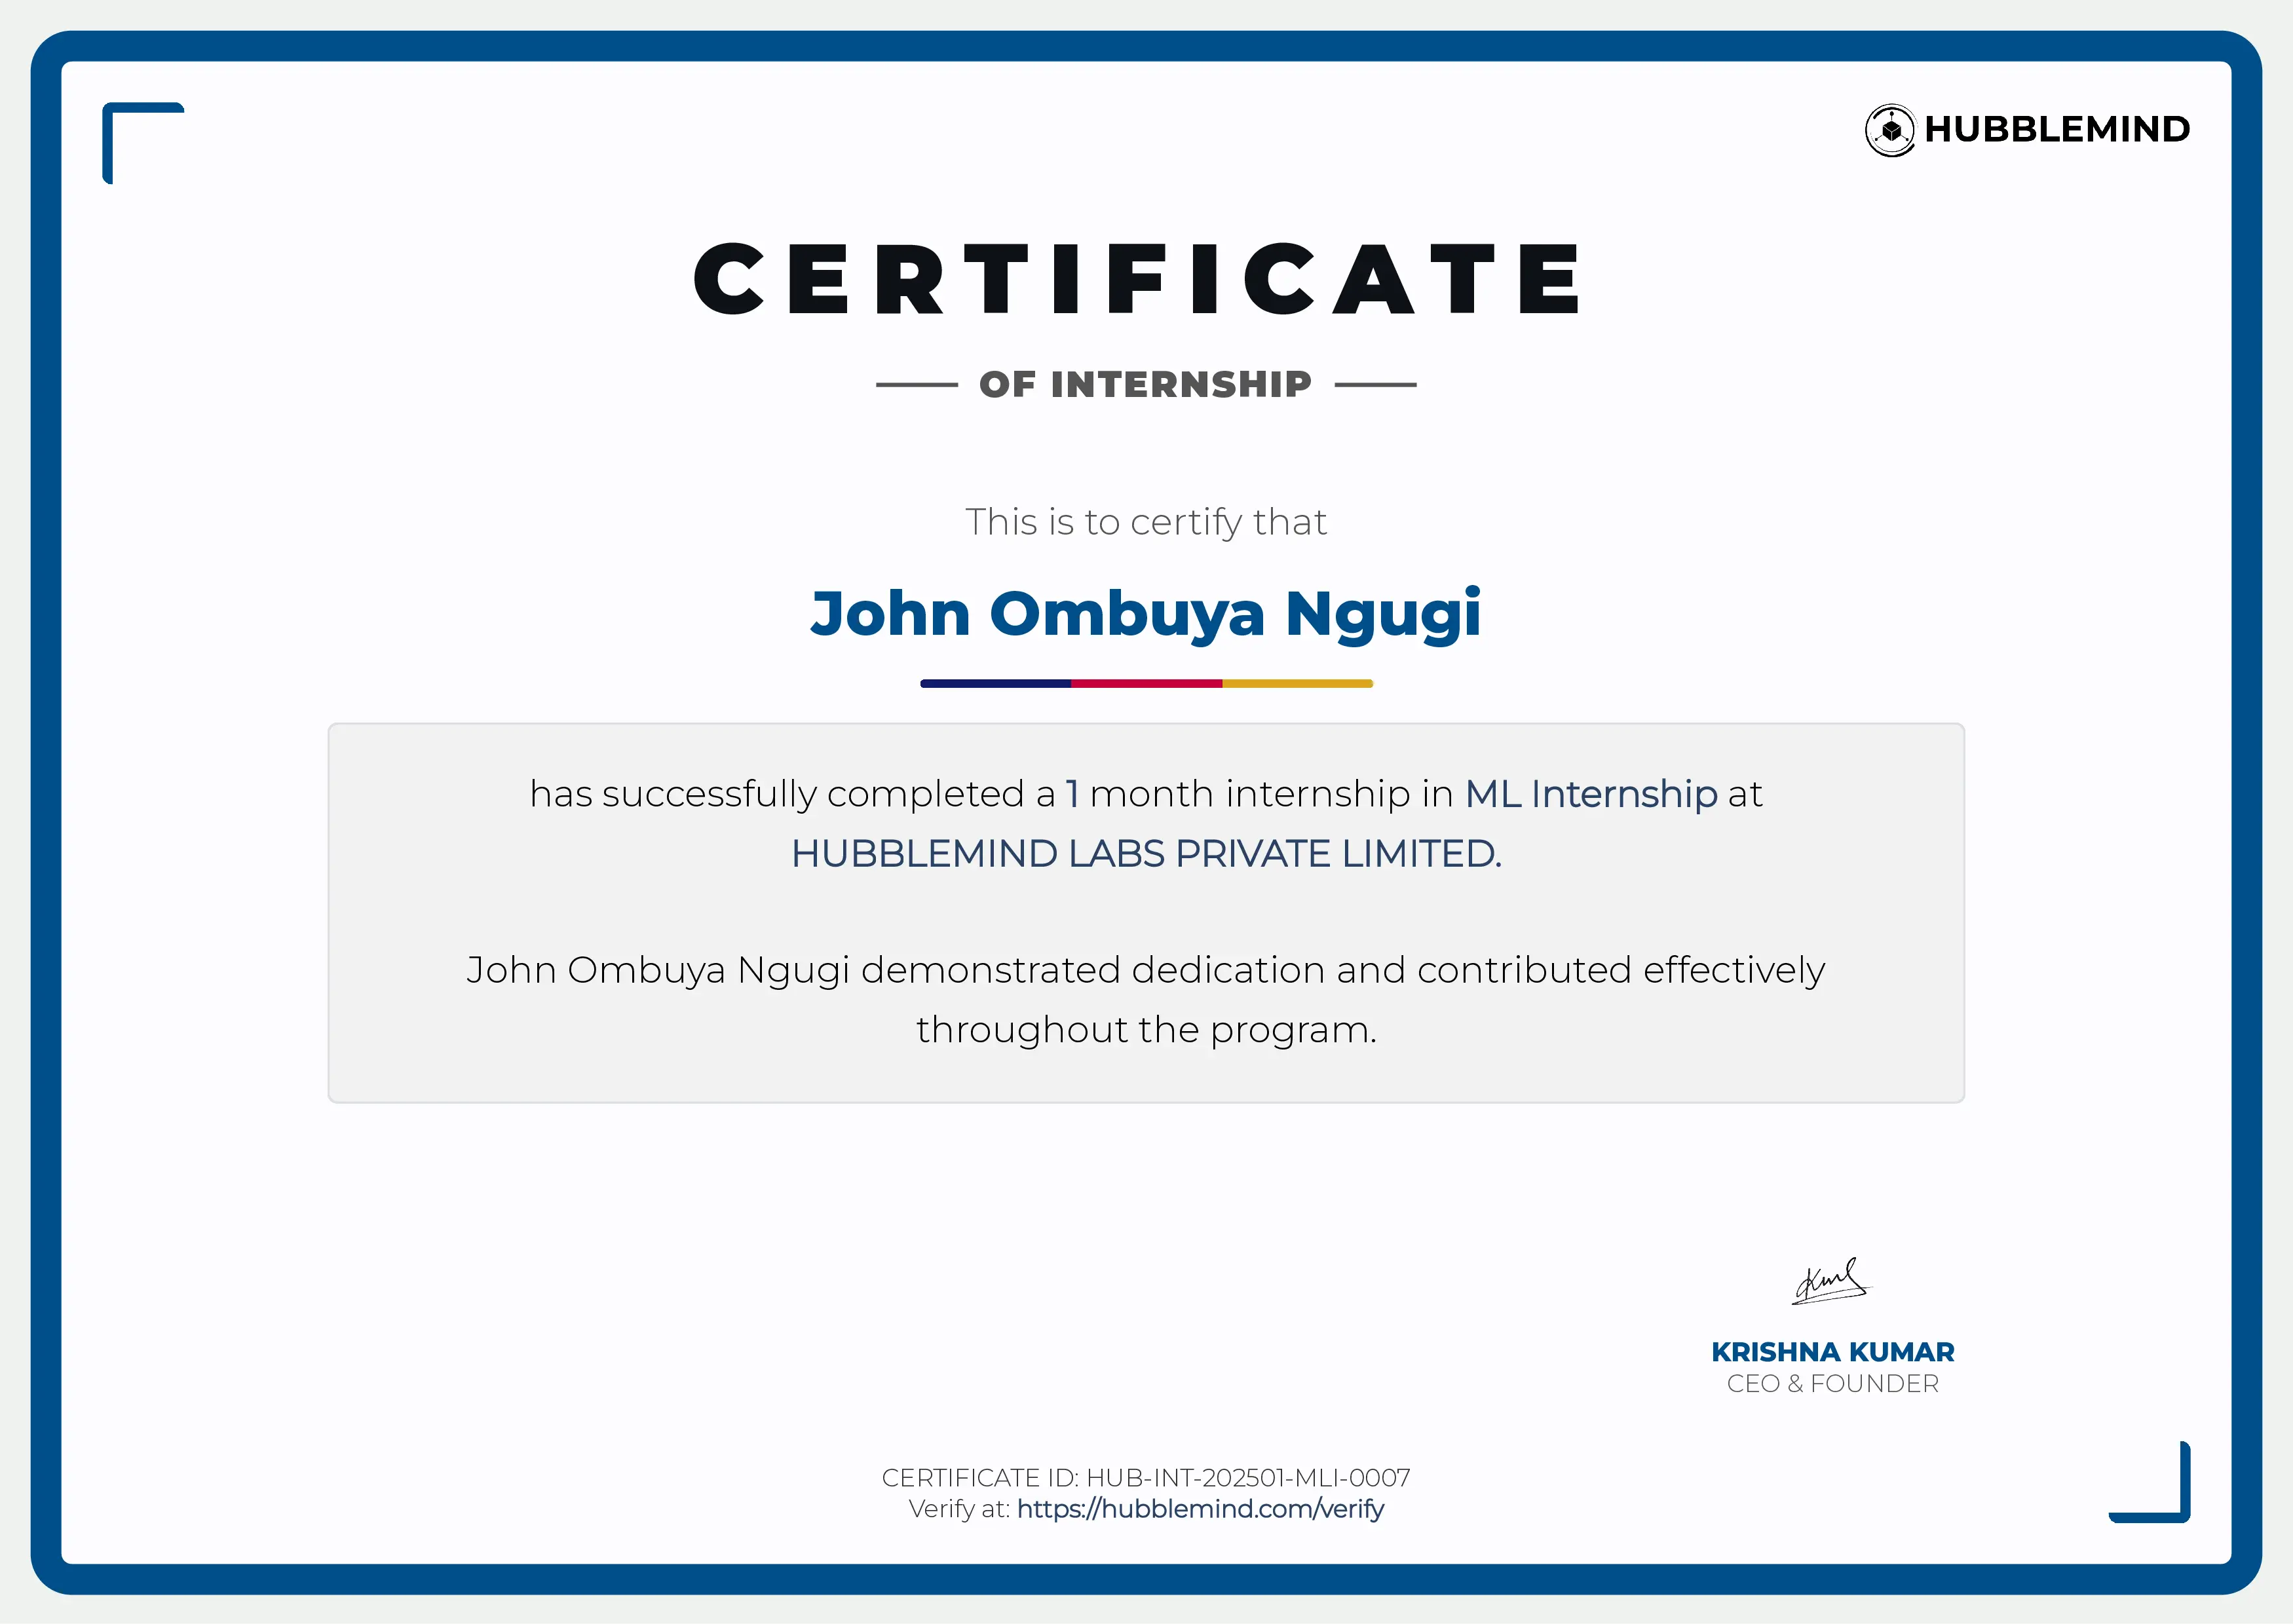 HUBBLEMIND
CERTIFICATE
OF INTERNSHIP
This is to certify that
John Ombuya Ngugi
has successfully completed a 1 month internship in ML Internship at
HUBBLEMIND LABS PRIVATE LIMITED.
John Ombuya Ngugi demonstrated dedication and contributed effectively
throughout the program.
KRISHNA KUMAR
CEO & FOUNDER
CERTIFICATE ID: HUB-INT-202501-MLI-0007
Verify at: https://hubblemind.com/verify